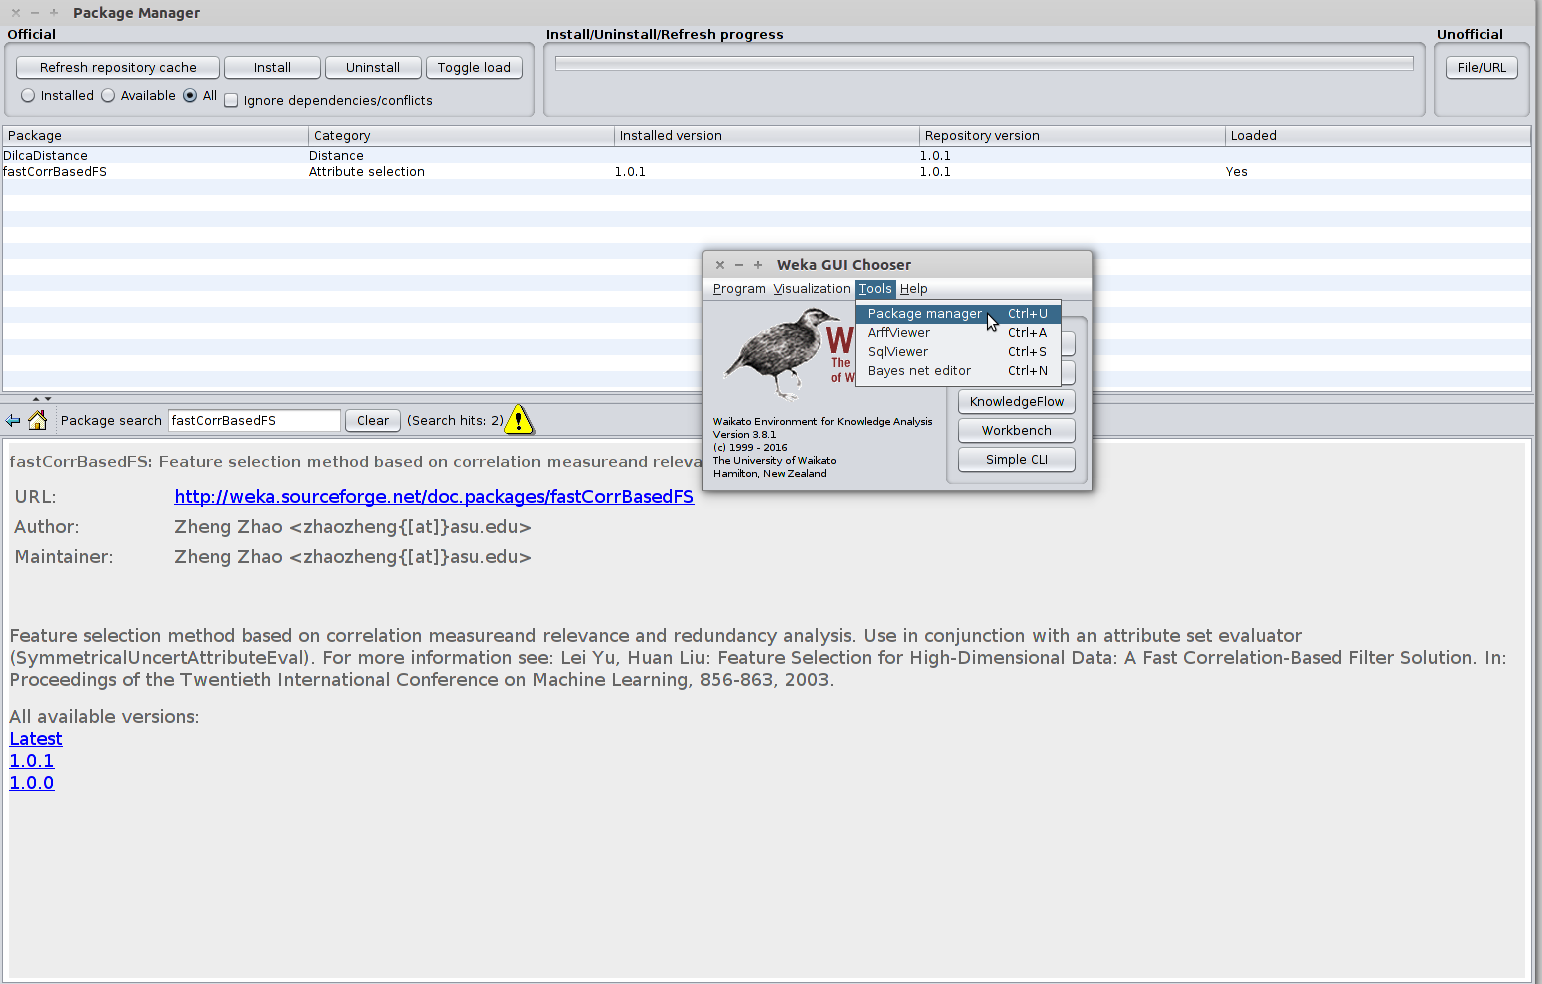 Package Manager
Official
Install/Uninstall/Refresh progress
Unofficial
Refresh repository cache
Install
Uninstall
Toggle load
File/URL
Installed
Available
All
Ignore dependencies/conflicts
Package Category Installed version Repository version Loaded
DilcaDistance Distance 1.0.1
fastCorrBasedFS Attribute selection 1.0.1 1.0.1 Yes
Weka GUI Chooser
Program Visualization Tools Help
Package manager Ctrl+U
ArffViewer Ctrl+A
SqlViewer Ctrl+S
Bayes net editor Ctrl+N
W
The
of W
KnowledgeFlow
Workbench
Simple CLI
Waikato Environment for Knowledge Analysis
Version 3.8.1
(c) 1999 - 2016
The University of Waikato
Hamilton, New Zealand
Package search fastCorrBasedFS Clear (Search hits: 2)
fastCorrBasedFS: Feature selection method based on correlation measureand releva
URL: http://weka.sourceforge.net/doc.packages/fastCorrBasedFS
Author: Zheng Zhao <zhaozheng{[at]}asu.edu>
Maintainer: Zheng Zhao <zhaozheng{[at]}asu.edu>
Feature selection method based on correlation measureand relevance and redundancy analysis. Use in conjunction with an attribute set evaluator
(SymmetricalUncertAttributeEval). For more information see: Lei Yu, Huan Liu: Feature Selection for High-Dimensional Data: A Fast Correlation-Based Filter Solution. In:
Proceedings of the Twentieth International Conference on Machine Learning, 856-863, 2003.
All available versions:
Latest
1.0.1
1.0.0